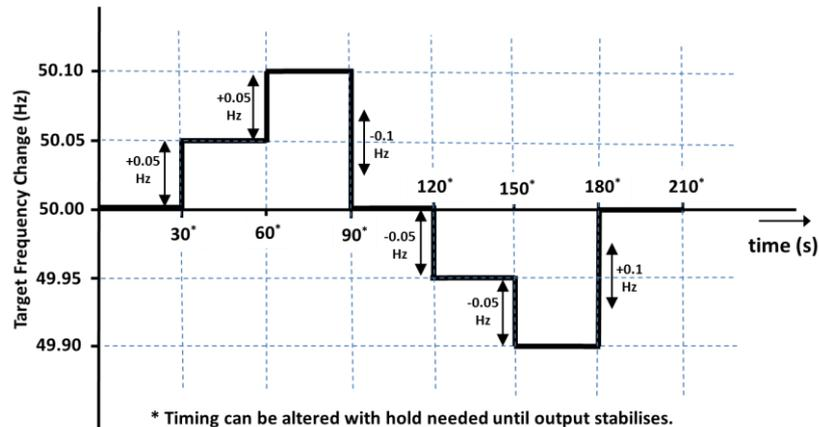 Target Frequency Change (Hz)
50.10
50.05
50.00
49.95
49.90
+0.05
Hz
+0.05
Hz
-0.1
Hz
30*
60*
90*
120*
150*
180*
210*
-0.05
Hz
-0.05
Hz
+0.1
Hz
time (s)
* Timing can be altered with hold needed until output stabilises.